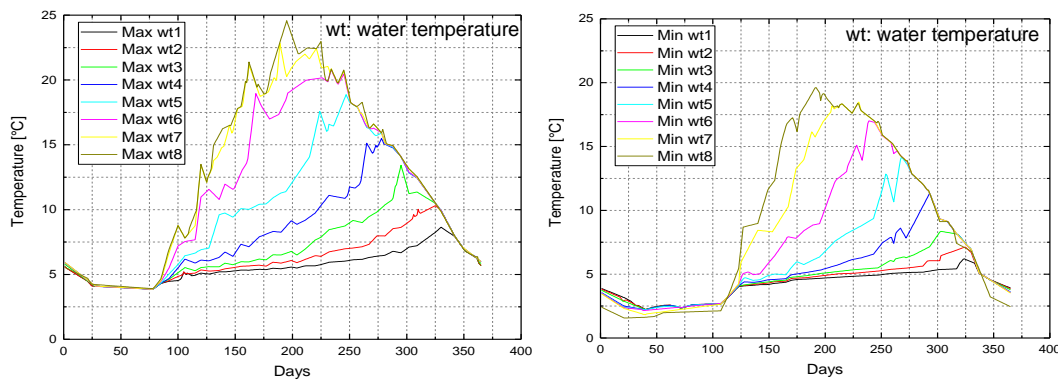 wt: water temperature
Max wt1
Max wt2
Max wt3
Max wt4
Max wt5
Max wt6
Max wt7
Max wt8
Temperature [°C]
25
20
15
10
5
0
0 50 100 150 200 250 300 350 400
Days
wt: water temperature
Min wt1
Min wt2
Min wt3
Min wt4
Min wt5
Min wt6
Min wt7
Min wt8
Temperature [°C]
25
20
15
10
5
0
0 50 100 150 200 250 300 350 400
Days